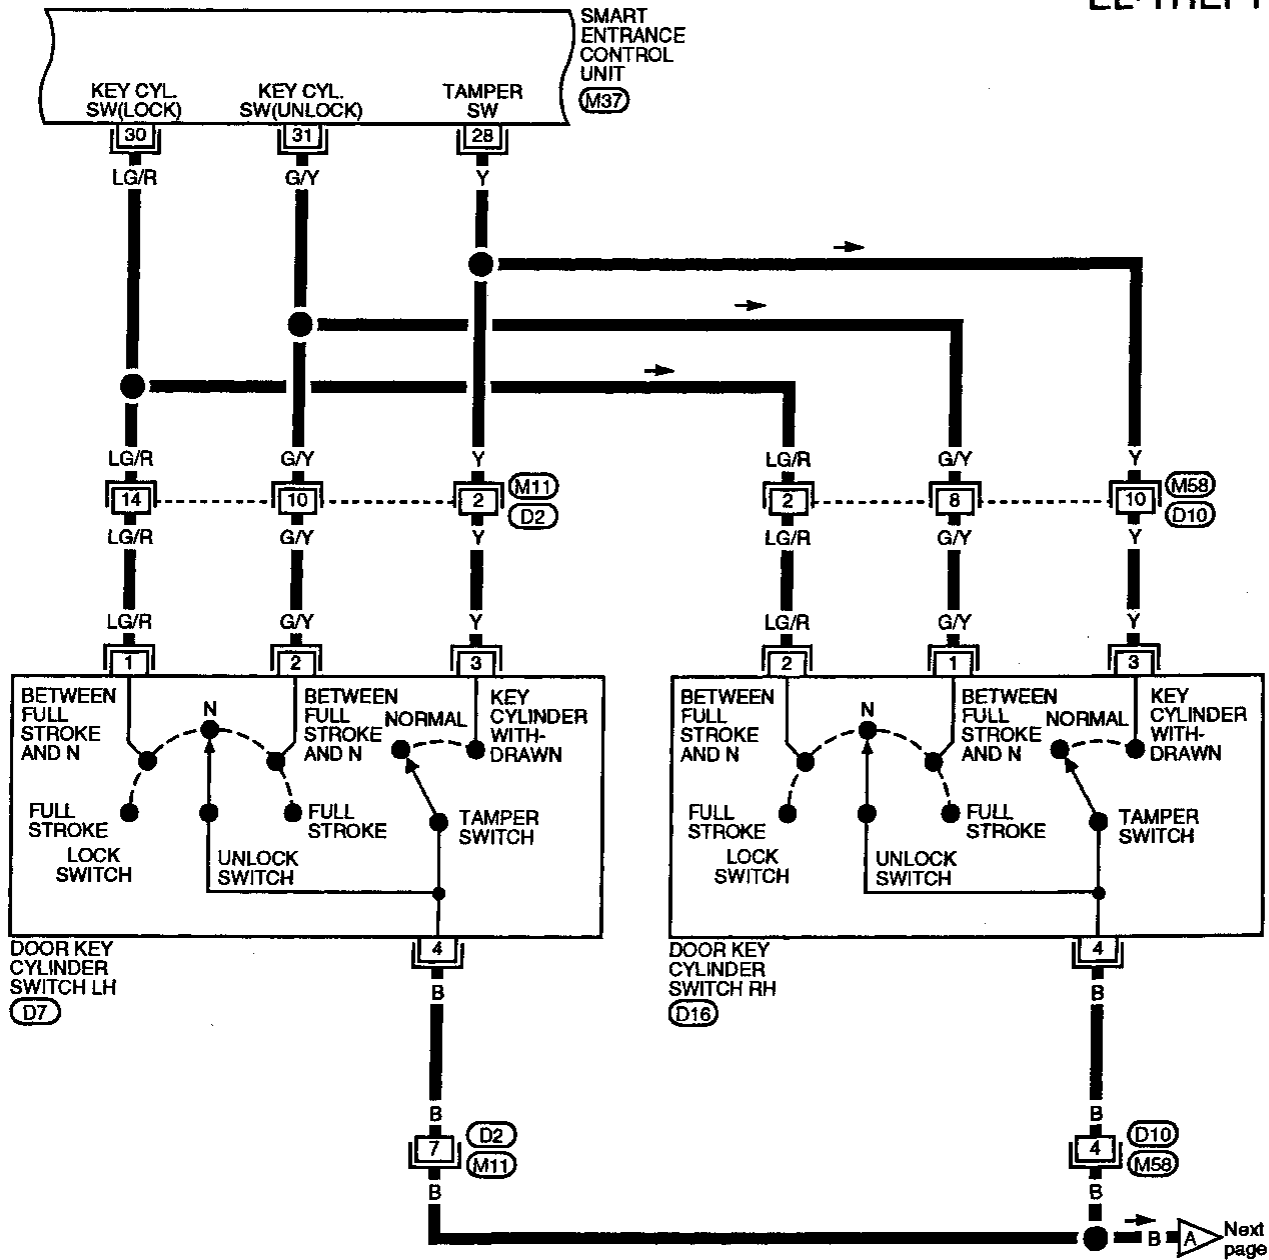 SMART
ENTRANCE
CONTROL
UNIT
M37
KEY CYL.
SW(LOCK)
KEY CYL.
SW(UNLOCK)
TAMPER
SW
30
31
28
LG/R
G/Y
Y
LG/R
G/Y
Y
LG/R
G/Y
Y
14
10
2
M11
D2
2
8
10
M58
D10
LG/R
G/Y
Y
LG/R
G/Y
Y
LG/R
G/Y
Y
LG/R
G/Y
Y
1
2
3
2
1
3
BETWEEN
FULL
STROKE
AND N
N
BETWEEN
FULL
STROKE
AND N
NORMAL
KEY
CYLINDER
WITH-
DRAWN
FULL
STROKE
FULL
STROKE
TAMPER
SWITCH
LOCK
SWITCH
UNLOCK
SWITCH
BETWEEN
FULL
STROKE
AND N
N
BETWEEN
FULL
STROKE
AND N
NORMAL
KEY
CYLINDER
WITH-
DRAWN
FULL
STROKE
FULL
STROKE
TAMPER
SWITCH
LOCK
SWITCH
UNLOCK
SWITCH
DOOR KEY
CYLINDER
SWITCH LH
D7
4
B
DOOR KEY
CYLINDER
SWITCH RH
D16
4
B
B
7
D2
M11
B
B
4
D10
M58
B
B
A
Next
page